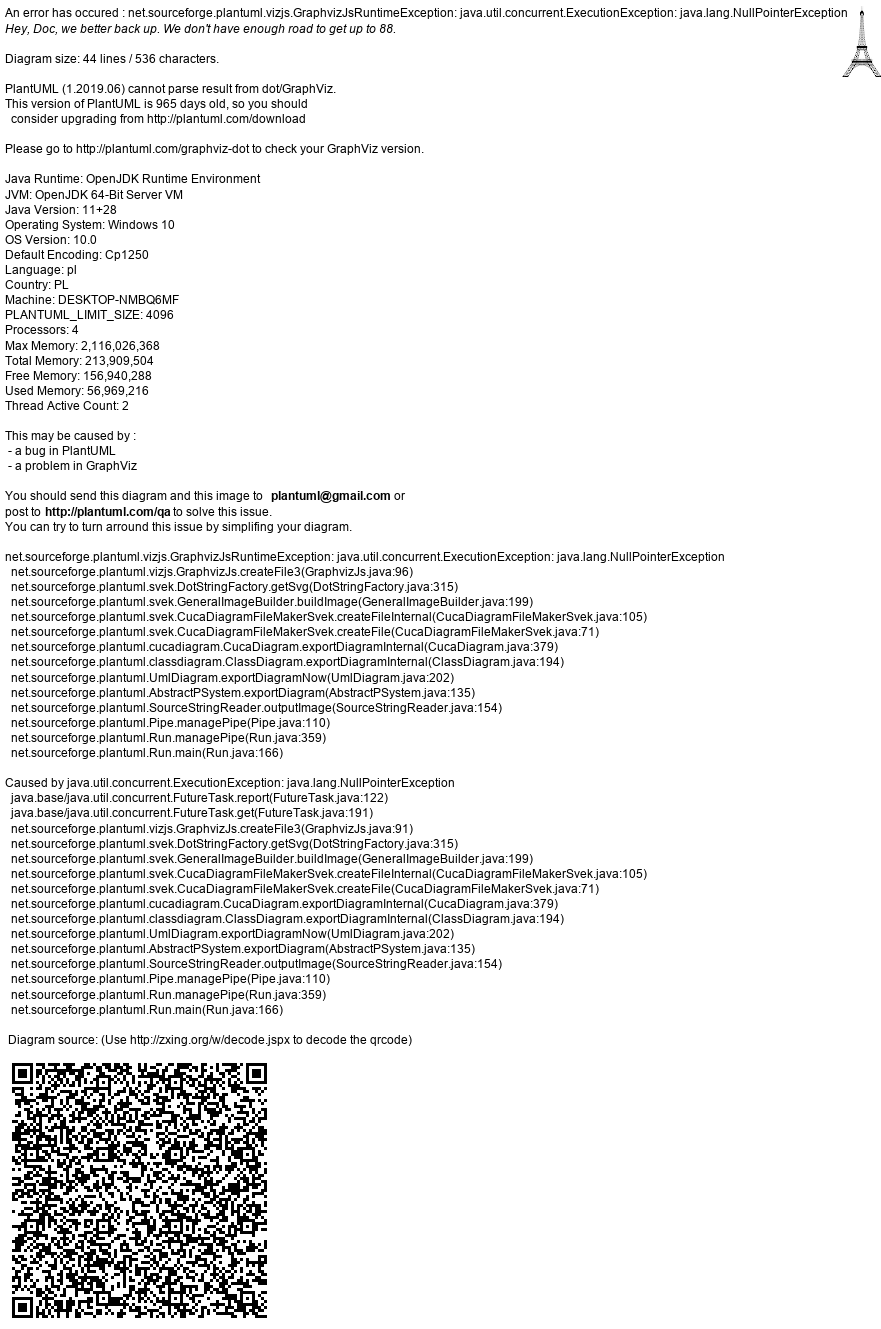 An error has occured : net.sourceforge.plantuml.vizjs.GraphvizJsRuntimeException: java.util.concurrent.ExecutionException: java.lang.NullPointerException
Hey, Doc, we better back up. We don't have enough road to get up to 88.
Diagram size: 44 lines / 536 characters.
PlantUML (1.2019.06) cannot parse result from dot/GraphViz.
This version of PlantUML is 965 days old, so you should
consider upgrading from http://plantuml.com/download
Please go to http://plantuml.com/graphviz-dot to check your GraphViz version.
Java Runtime: OpenJDK Runtime Environment
JVM: OpenJDK 64-Bit Server VM
Java Version: 11+28
Operating System: Windows 10
OS Version: 10.0
Default Encoding: Cp1250
Language: pl
Country: PL
Machine: DESKTOP-NMBQ6MF
PLANTUML_LIMIT_SIZE: 4096
Processors: 4
Max Memory: 2,116,026,368
Total Memory: 213,909,504
Free Memory: 156,940,288
Used Memory: 56,969,216
Thread Active Count: 2
This may be caused by :
- a bug in PlantUML
- a problem in GraphViz
You should send this diagram and this image to plantuml@gmail.com or
post to http://plantuml.com/qa to solve this issue.
You can try to turn arround this issue by simplifing your diagram.
net.sourceforge.plantuml.vizjs.GraphvizJsRuntimeException: java.util.concurrent.ExecutionException: java.lang.NullPointerException
net.sourceforge.plantuml.vizjs.GraphvizJs.createFile3(GraphvizJs.java:96)
net.sourceforge.plantuml.svek.DotStringFactory.getSvg(DotStringFactory.java:315)
net.sourceforge.plantuml.svek.GeneralImageBuilder.buildImage(GeneralImageBuilder.java:199)
net.sourceforge.plantuml.svek.CucaDiagramFileMakerSvek.createFileInternal(CucaDiagramFileMakerSvek.java:105)
net.sourceforge.plantuml.svek.CucaDiagramFileMakerSvek.createFile(CucaDiagramFileMakerSvek.java:71)
net.sourceforge.plantuml.cucadiagram.CucaDiagram.exportDiagramInternal(CucaDiagram.java:379)
net.sourceforge.plantuml.classdiagram.ClassDiagram.exportDiagramInternal(ClassDiagram.java:194)
net.sourceforge.plantuml.UmlDiagram.exportDiagramNow(UmlDiagram.java:202)
net.sourceforge.plantuml.AbstractPSystem.exportDiagram(AbstractPSystem.java:135)
net.sourceforge.plantuml.SourceStringReader.outputImage(SourceStringReader.java:154)
net.sourceforge.plantuml.Pipe.managePipe(Pipe.java:110)
net.sourceforge.plantuml.Run.managePipe(Run.java:359)
net.sourceforge.plantuml.Run.main(Run.java:166)
Caused by java.util.concurrent.ExecutionException: java.lang.NullPointerException
java.base/java.util.concurrent.FutureTask.report(FutureTask.java:122)
java.base/java.util.concurrent.FutureTask.get(FutureTask.java:191)
net.sourceforge.plantuml.vizjs.GraphvizJs.createFile3(GraphvizJs.java:91)
net.sourceforge.plantuml.svek.DotStringFactory.getSvg(DotStringFactory.java:315)
net.sourceforge.plantuml.svek.GeneralImageBuilder.buildImage(GeneralImageBuilder.java:199)
net.sourceforge.plantuml.svek.CucaDiagramFileMakerSvek.createFileInternal(CucaDiagramFileMakerSvek.java:105)
net.sourceforge.plantuml.svek.CucaDiagramFileMakerSvek.createFile(CucaDiagramFileMakerSvek.java:71)
net.sourceforge.plantuml.cucadiagram.CucaDiagram.exportDiagramInternal(CucaDiagram.java:379)
net.sourceforge.plantuml.classdiagram.ClassDiagram.exportDiagramInternal(ClassDiagram.java:194)
net.sourceforge.plantuml.UmlDiagram.exportDiagramNow(UmlDiagram.java:202)
net.sourceforge.plantuml.AbstractPSystem.exportDiagram(AbstractPSystem.java:135)
net.sourceforge.plantuml.SourceStringReader.outputImage(SourceStringReader.java:154)
net.sourceforge.plantuml.Pipe.managePipe(Pipe.java:110)
net.sourceforge.plantuml.Run.managePipe(Run.java:359)
net.sourceforge.plantuml.Run.main(Run.java:166)
Diagram source: (Use http://zxing.org/w/decode.jspx to decode the qrcode)